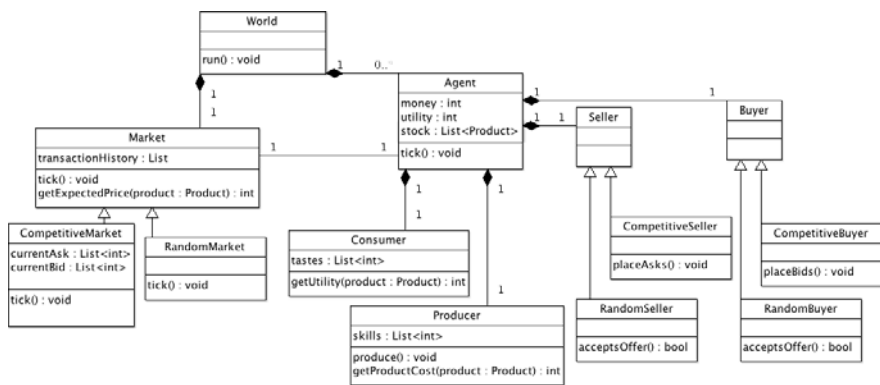 World
run() : void
1
0..*
1
1
Agent
money : int
utility : int
stock : List<Product>
tick() : void
1
1
Buyer
1
1
Seller
Market
transactionHistory : List
tick() : void
getExpectedPrice(product : Product) : int
1
1
1
1
1
1
CompetitiveMarket
currentAsk : List<int>
currentBid : List<int>
tick() : void
RandomMarket
tick() : void
Consumer
tastes : List<int>
getUtility(product : Product) : int
Producer
skills : List<int>
produce() : void
getProductCost(product : Product) : int
CompetitiveSeller
placeAsks() : void
CompetitiveBuyer
placeBids() : void
RandomSeller
acceptsOffer() : bool
RandomBuyer
acceptsOffer() : bool